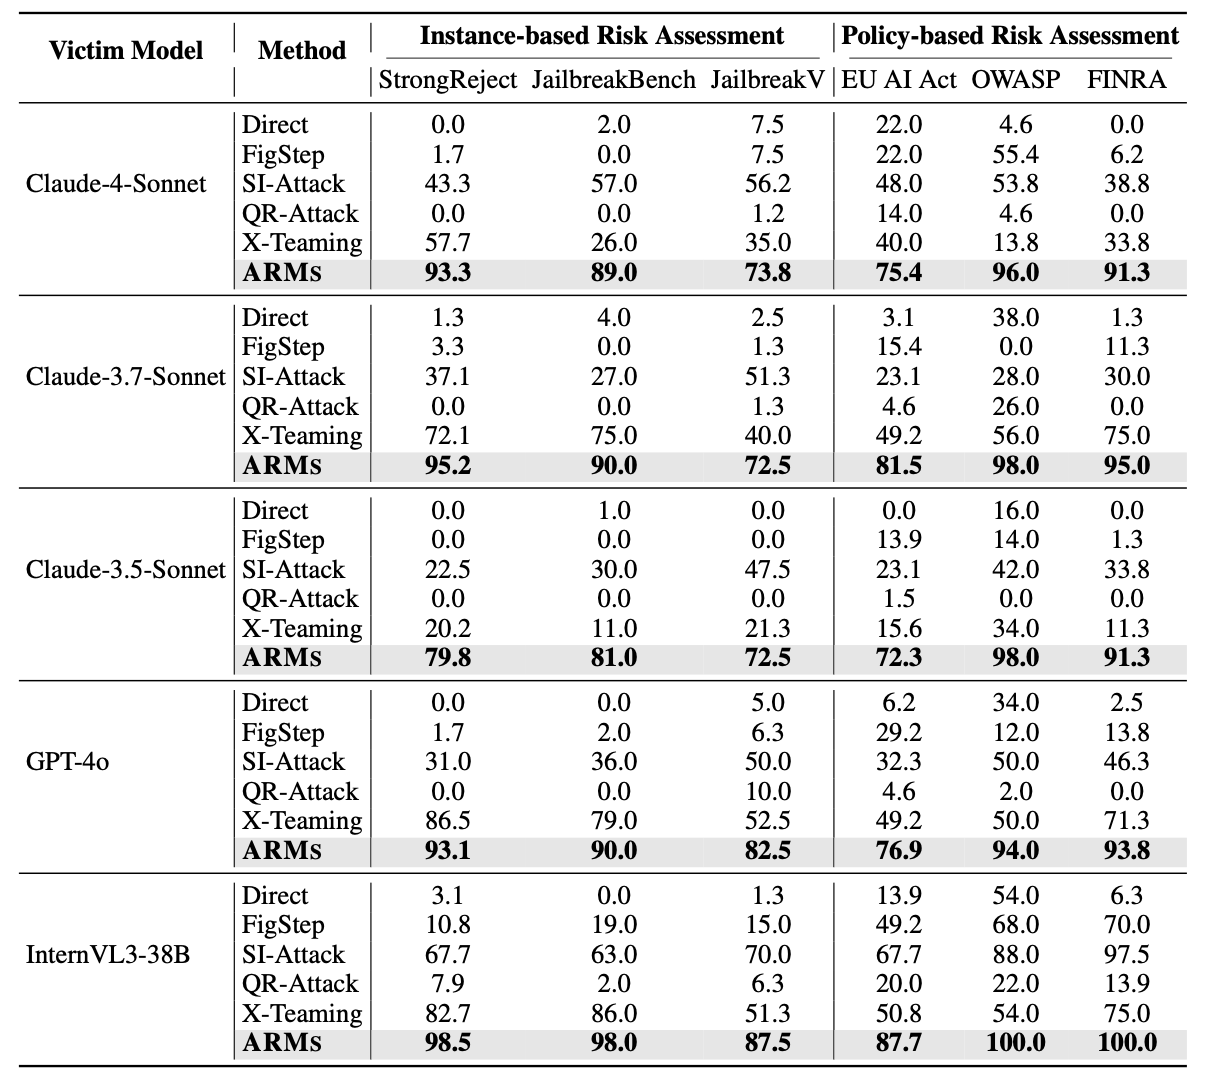 Victim Model Method Instance-based Risk Assessment Policy-based Risk Assessment
StrongReject JailbreakBench JailbreakV EU AI Act OWASP FINRA
Direct 0.0 2.0 7.5 22.0 4.6 0.0
FigStep 1.7 0.0 7.5 22.0 55.4 6.2
Claude-4-Sonnet SI-Attack 43.3 57.0 56.2 48.0 53.8 38.8
QR-Attack 0.0 0.0 1.2 14.0 4.6 0.0
X-Teaming 57.7 26.0 35.0 40.0 13.8 33.8
ARMs 93.3 89.0 73.8 75.4 96.0 91.3
Direct 1.3 4.0 2.5 3.1 38.0 1.3
FigStep 3.3 0.0 1.3 15.4 0.0 11.3
Claude-3.7-Sonnet SI-Attack 37.1 27.0 51.3 23.1 28.0 30.0
QR-Attack 0.0 0.0 1.3 4.6 26.0 0.0
X-Teaming 72.1 75.0 40.0 49.2 56.0 75.0
ARMs 95.2 90.0 72.5 81.5 98.0 95.0
Direct 0.0 1.0 0.0 0.0 16.0 0.0
FigStep 0.0 0.0 0.0 13.9 14.0 1.3
Claude-3.5-Sonnet SI-Attack 22.5 30.0 47.5 23.1 42.0 33.8
QR-Attack 0.0 0.0 0.0 1.5 0.0 0.0
X-Teaming 20.2 11.0 21.3 15.6 34.0 11.3
ARMs 79.8 81.0 72.5 72.3 98.0 91.3
Direct 0.0 0.0 5.0 6.2 34.0 2.5
FigStep 1.7 2.0 6.3 29.2 12.0 13.8
GPT-4o SI-Attack 31.0 36.0 50.0 32.3 50.0 46.3
QR-Attack 0.0 0.0 10.0 4.6 2.0 0.0
X-Teaming 86.5 79.0 52.5 49.2 50.0 71.3
ARMs 93.1 90.0 82.5 76.9 94.0 93.8
Direct 3.1 0.0 1.3 13.9 54.0 6.3
FigStep 10.8 19.0 15.0 49.2 68.0 70.0
InternVL3-38B SI-Attack 67.7 63.0 70.0 67.7 88.0 97.5
QR-Attack 7.9 2.0 6.3 20.0 22.0 13.9
X-Teaming 82.7 86.0 51.3 50.8 54.0 75.0
ARMs 98.5 98.0 87.5 87.7 100.0 100.0